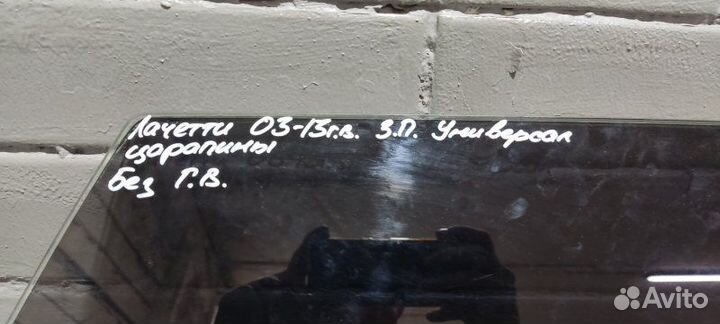 Лачетти 03-13г.в. З.П. Универсал
царапины
Без Г.В.
Avito